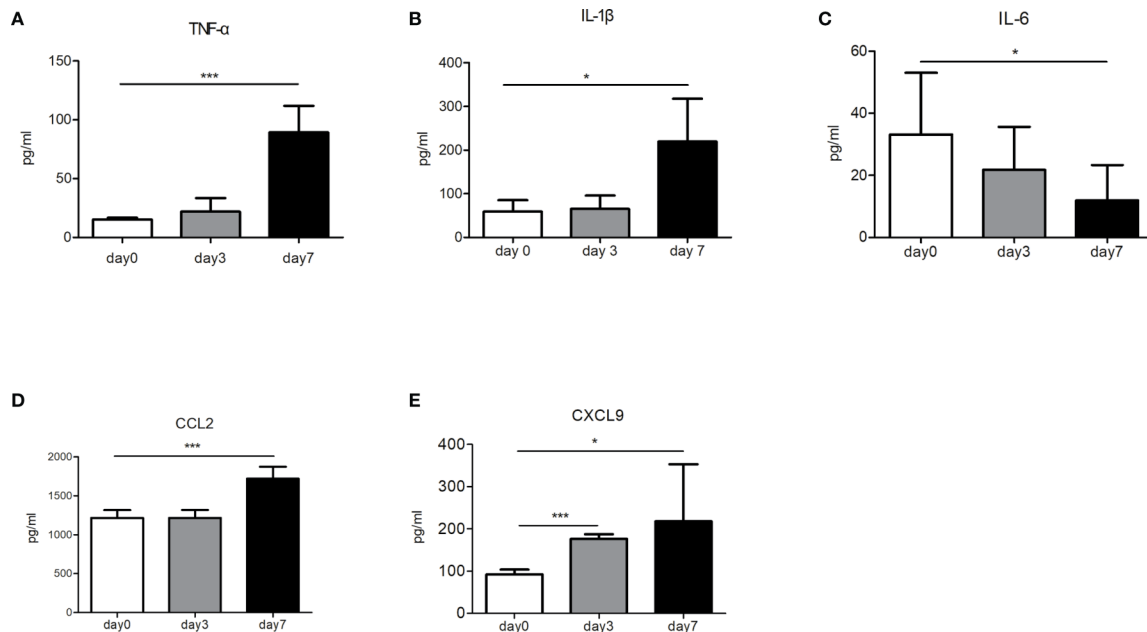 A
TNF-α
150
***
100
pg/ml
50
0
day0 day3 day7
B
IL-1β
400
*
300
pg/ml
200
100
0
day 0 day 3 day 7
C
IL-6
60
*
40
pg/ml
20
0
day0 day3 day7
D
CCL2
***
2000
1500
pg/ml
1000
500
0
day0 day3 day7
E
CXCL9
400
*
300
pg/ml
200
***
100
0
day0 day3 day7